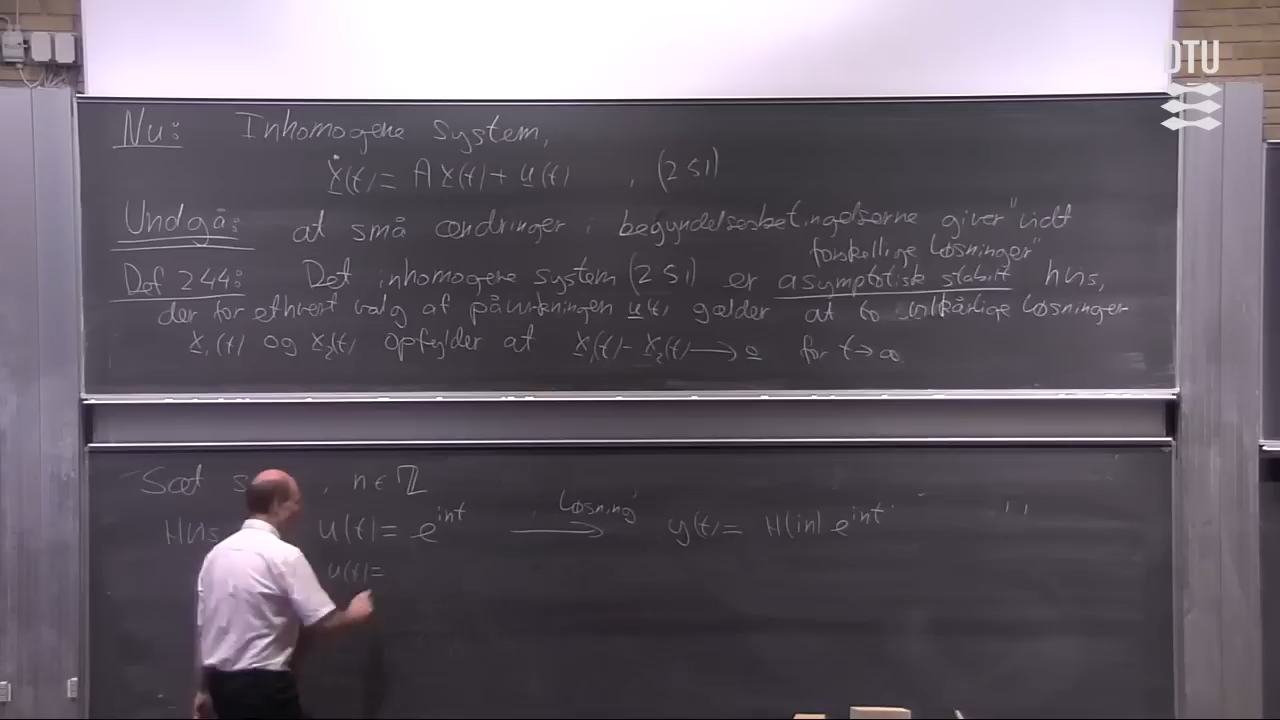 DTU
Nu: Inhomogene system,
ẋ(t) = A x(t) + u(t) , (2.51)
Undgå: at små ændringer i begyndelsesbetingelserne giver "vidt
forskellige løsninger"
Def 2.44: Det inhomogene system (2.51) er asymptotisk stabilt hvis,
der for ethvert valg af påvirkningen u(t) gælder at to vilkårlige løsninger
x₁(t) og x₂(t) opfylder at x₁(t) - x₂(t) → 0 for t → ∞.
Sæt s , n ∈ ℤ
Hvis u(t) = e^{int} Løsning → y(t) = H(in) e^{int}
u(t) =